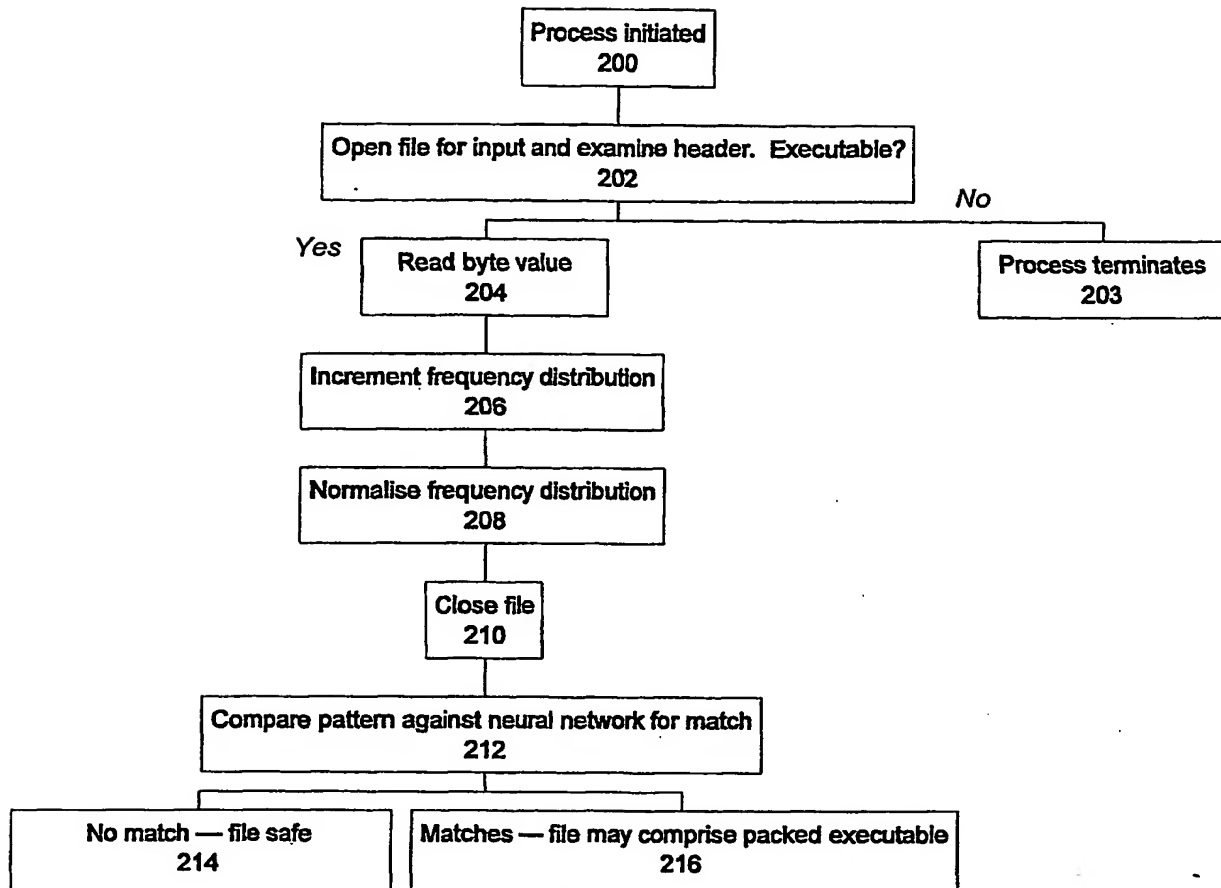 Process initiated
200
Open file for input and examine header. Executable?
202
No
Yes
Read byte value
204
Process terminates
203
Increment frequency distribution
206
Normalise frequency distribution
208
Close file
210
Compare pattern against neural network for match
212
No match — file safe
214
Matches — file may comprise packed executable
216